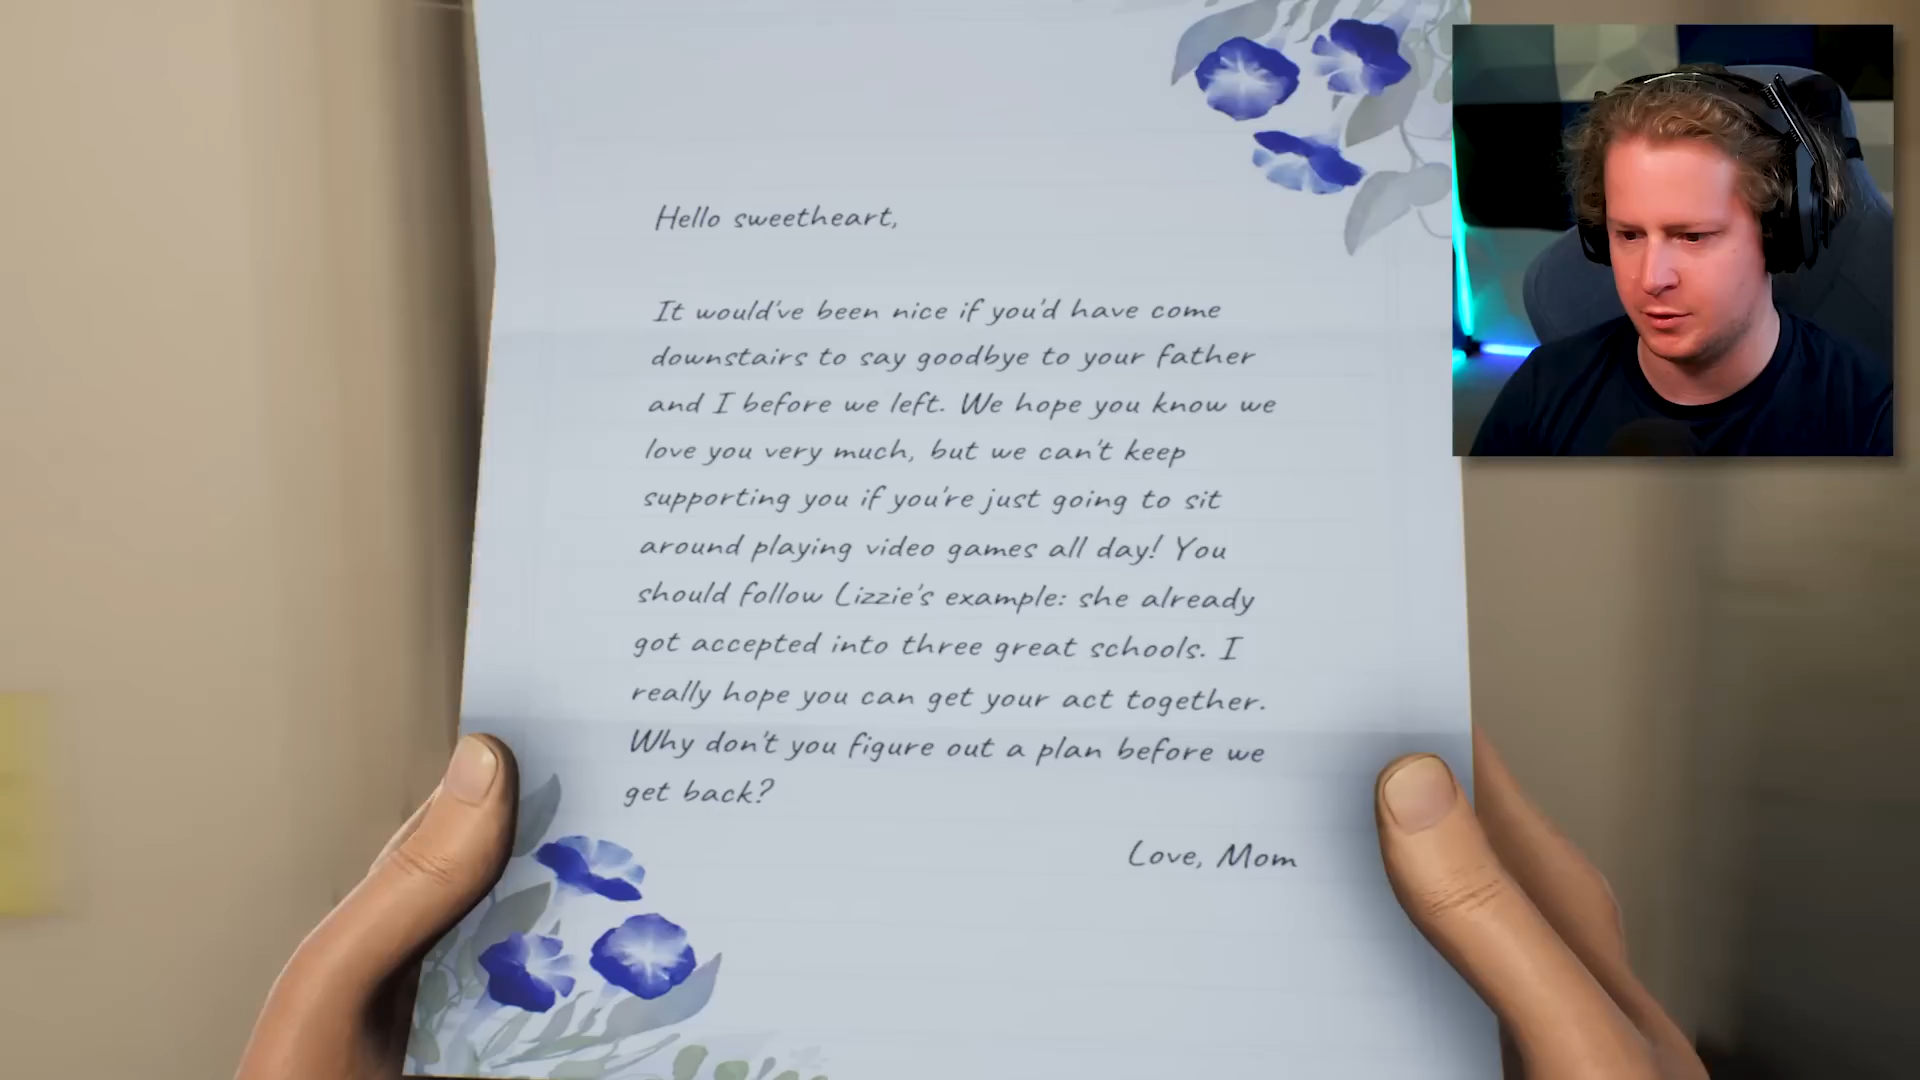 Hello sweetheart,
It would've been nice if you'd have come
downstairs to say goodbye to your father
and I before we left. We hope you know we
love you very much, but we can't keep
supporting you if you're just going to sit
around playing video games all day! You
should follow Lizzie's example: she already
got accepted into three great schools. I
really hope you can get your act together.
Why don't you figure out a plan before we
get back?
Love, Mom